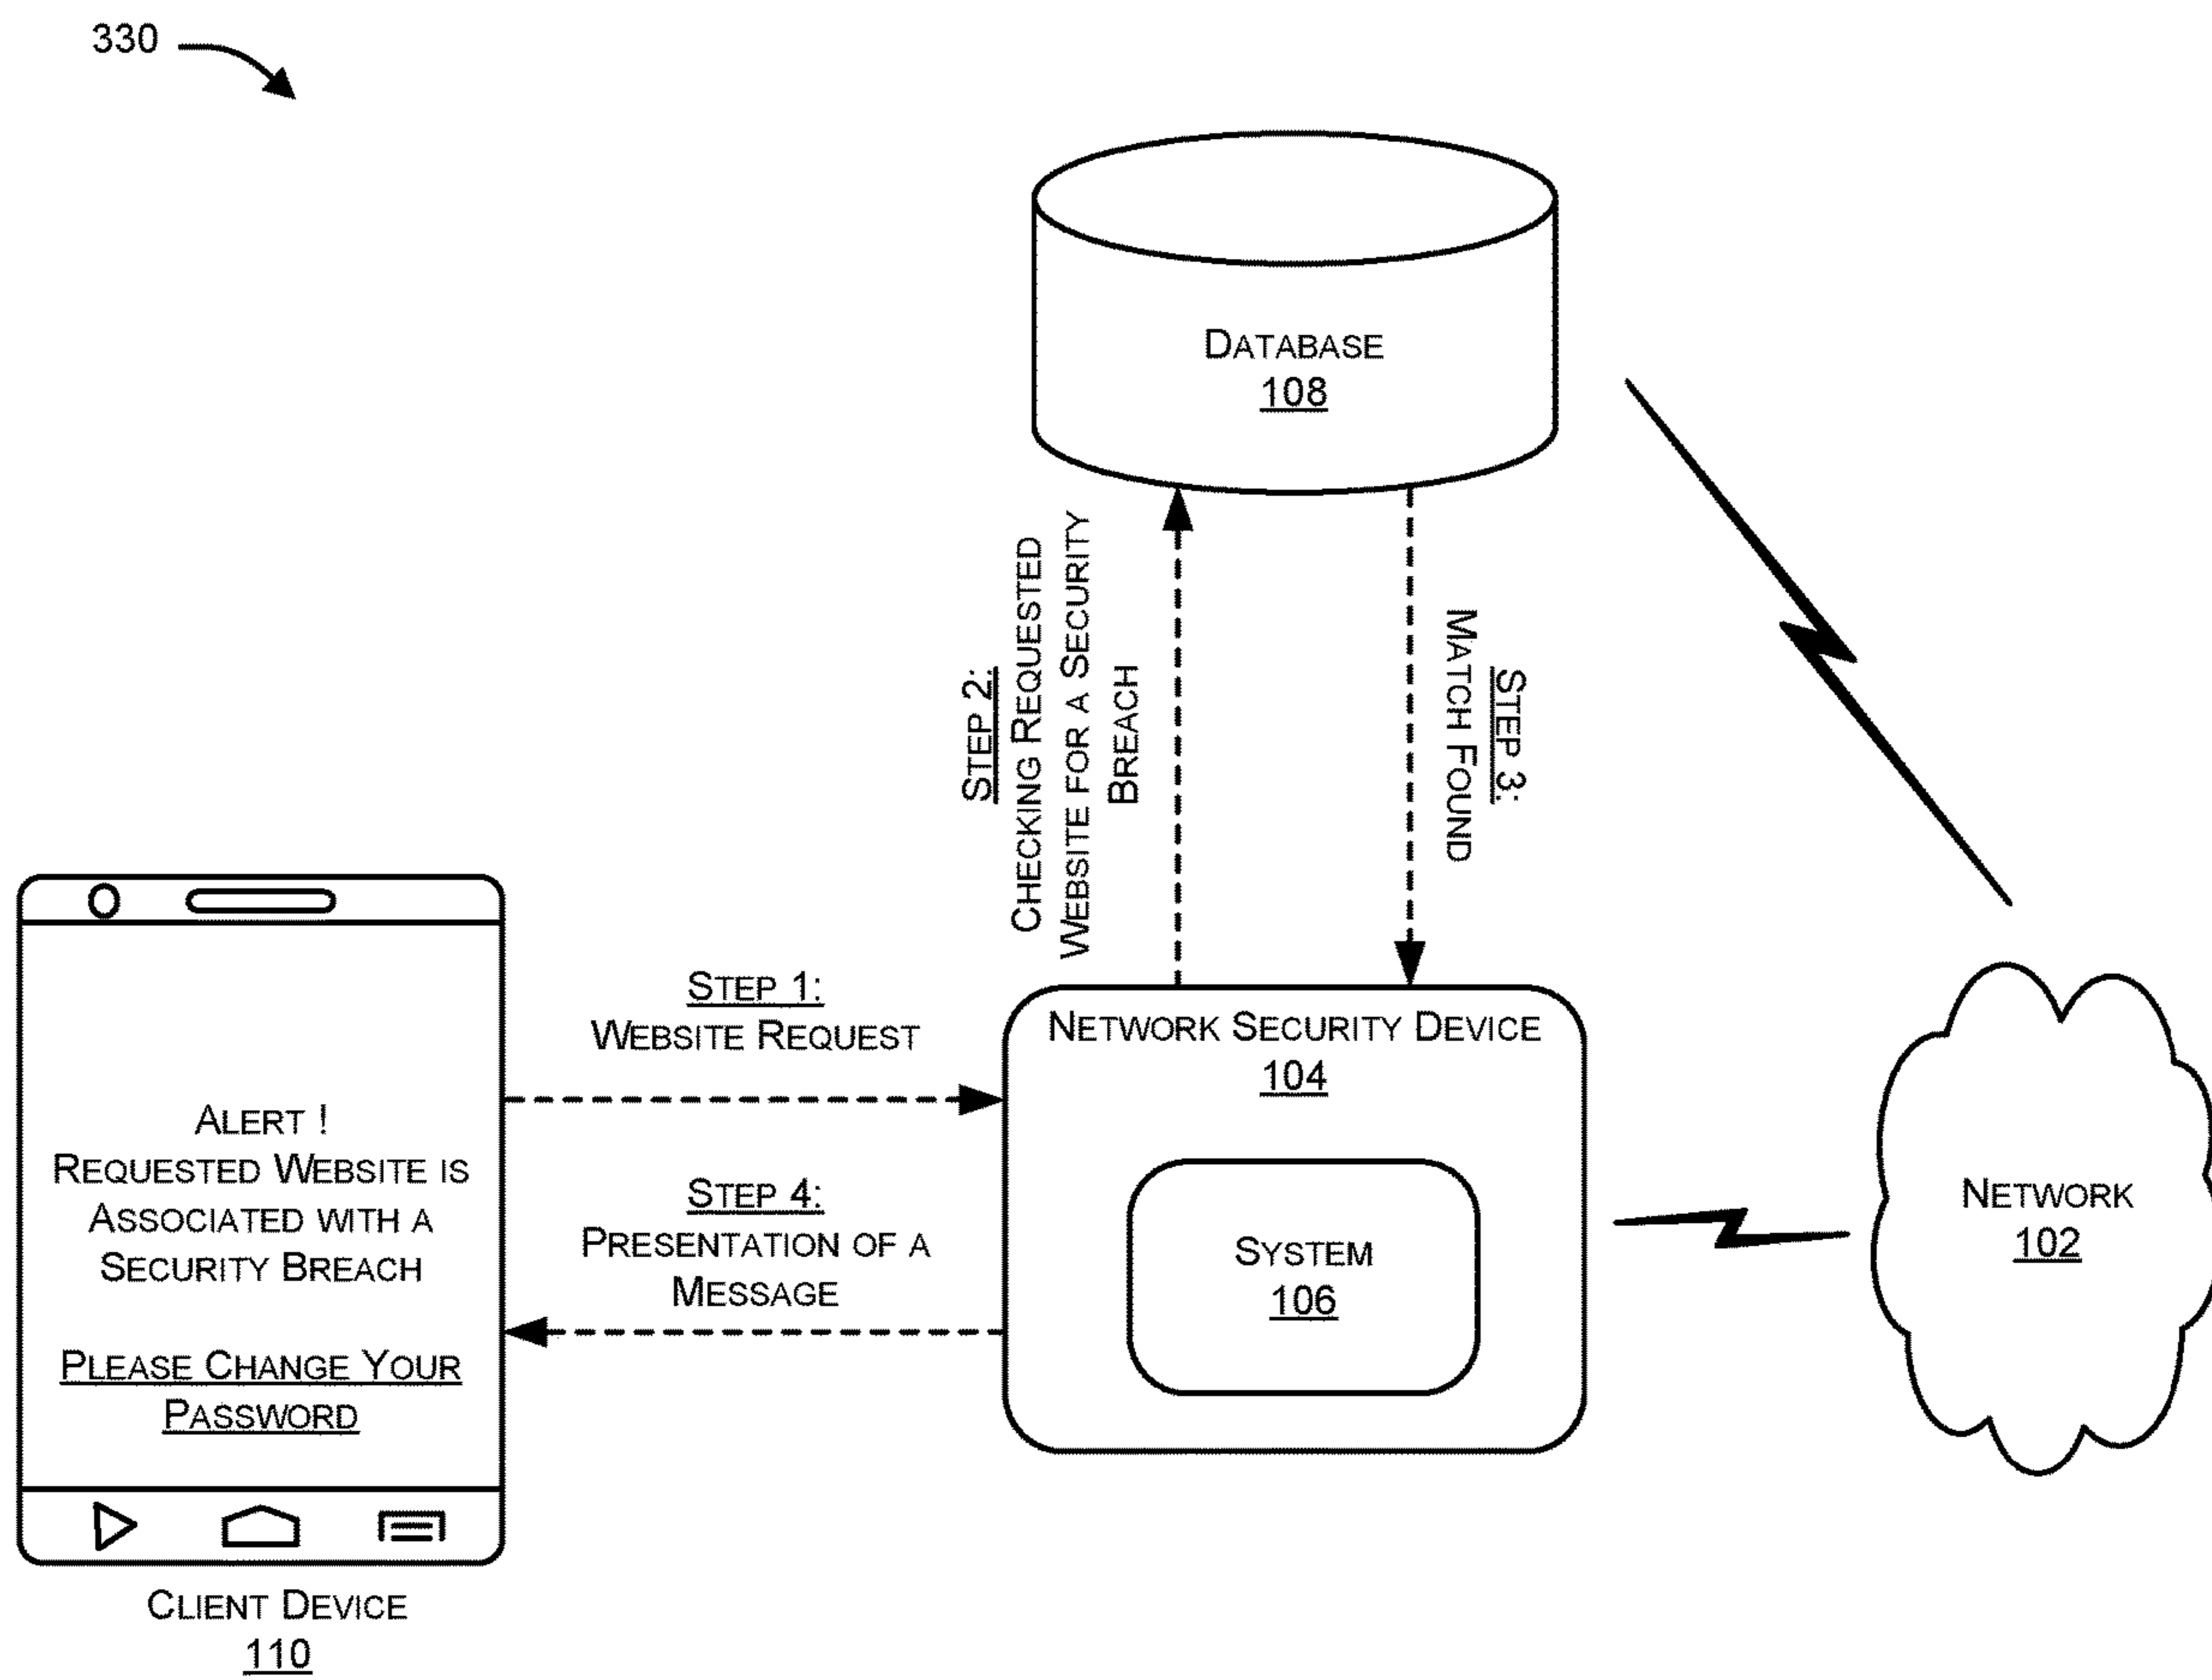 330
DATABASE
108
STEP 2:
CHECKING REQUESTED
WEBSITE FOR A SECURITY
BREACH
STEP 3:
MATCH FOUND
STEP 1:
WEBSITE REQUEST
NETWORK SECURITY DEVICE
104
SYSTEM
106
STEP 4:
PRESENTATION OF A
MESSAGE
NETWORK
102
ALERT !
REQUESTED WEBSITE IS
ASSOCIATED WITH A
SECURITY BREACH
PLEASE CHANGE YOUR
PASSWORD
CLIENT DEVICE
110